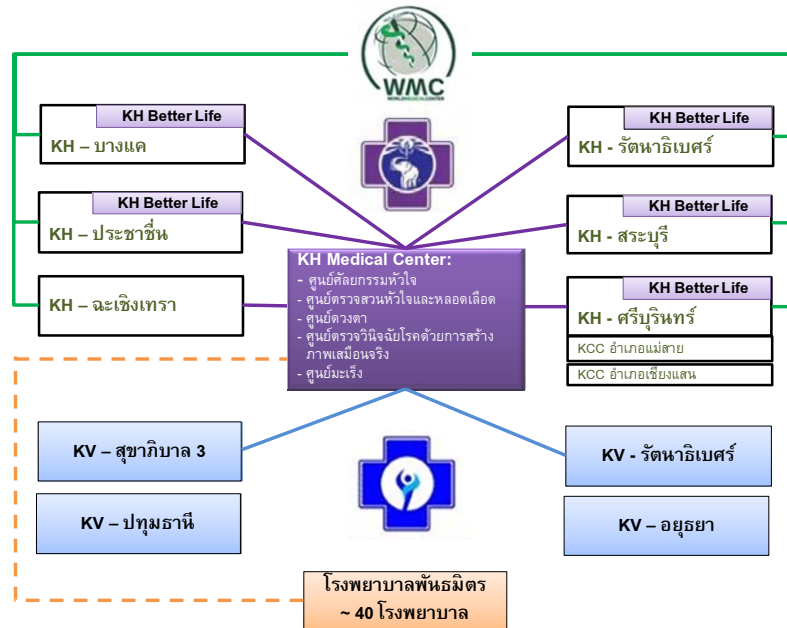 WMC
WORLD MEDICAL CENTER
KH Better Life
KH – บางแค
KH Better Life
KH - รัตนาธิเบศร์
KH Better Life
KH – ประชาชื่น
KH Better Life
KH - สระบุรี
KH – ฉะเชิงเทรา
KH Medical Center:
- ศูนย์ศัลยกรรมหัวใจ
- ศูนย์ตรวจสวนหัวใจและหลอดเลือด
- ศูนย์ดวงตา
- ศูนย์ตรวจวินิจฉัยโรคด้วยการสร้าง
ภาพเสมือนจริง
- ศูนย์มะเร็ง
KH Better Life
KH - ศรีบุรินทร์
KCC อำเภอแม่สาย
KCC อำเภอเชียงแสน
KV – สุขาภิบาล 3
KV - รัตนาธิเบศร์
KV – ปทุมธานี
KV – อยุธยา
โรงพยาบาลพันธมิตร
~ 40 โรงพยาบาล